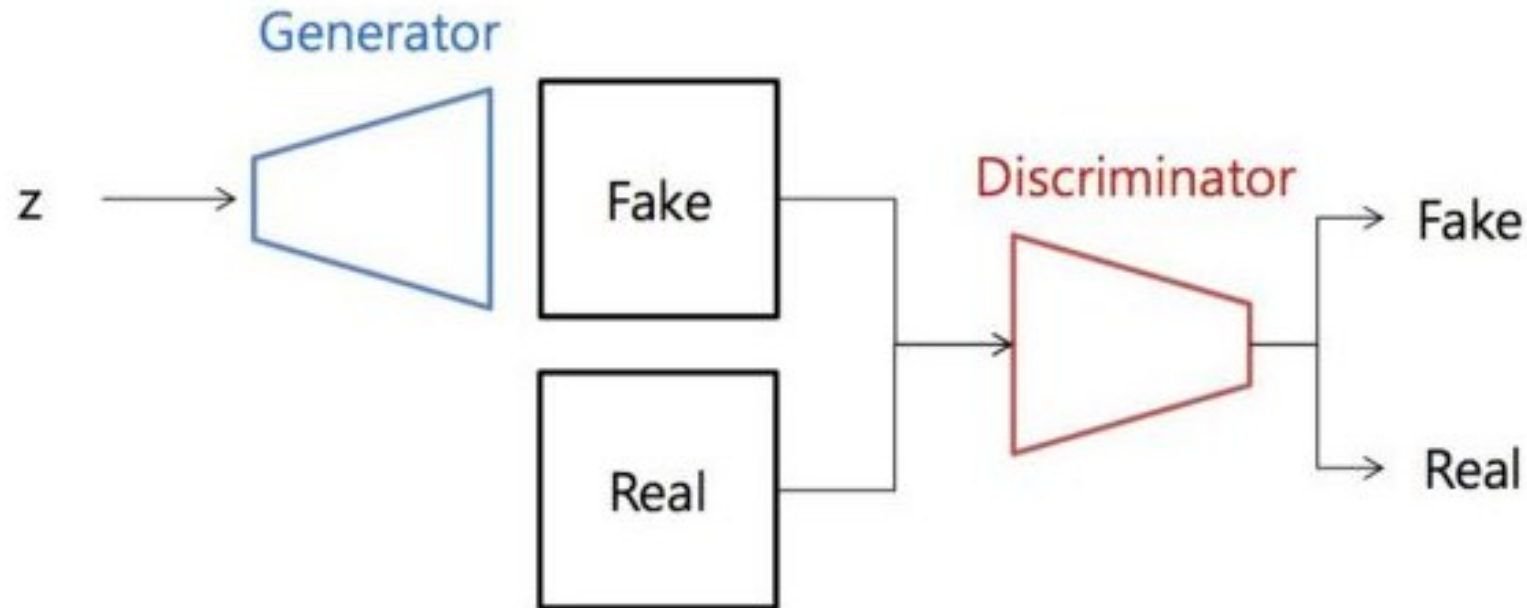 Generator
z
Fake
Discriminator
Fake
Real
Real